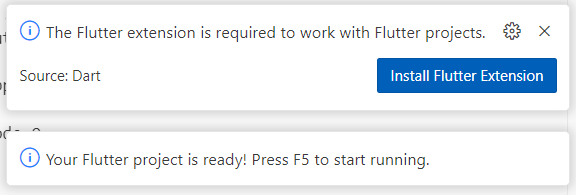 The Flutter extension is required to work with Flutter projects.
Source: Dart
Install Flutter Extension
Your Flutter project is ready! Press F5 to start running.